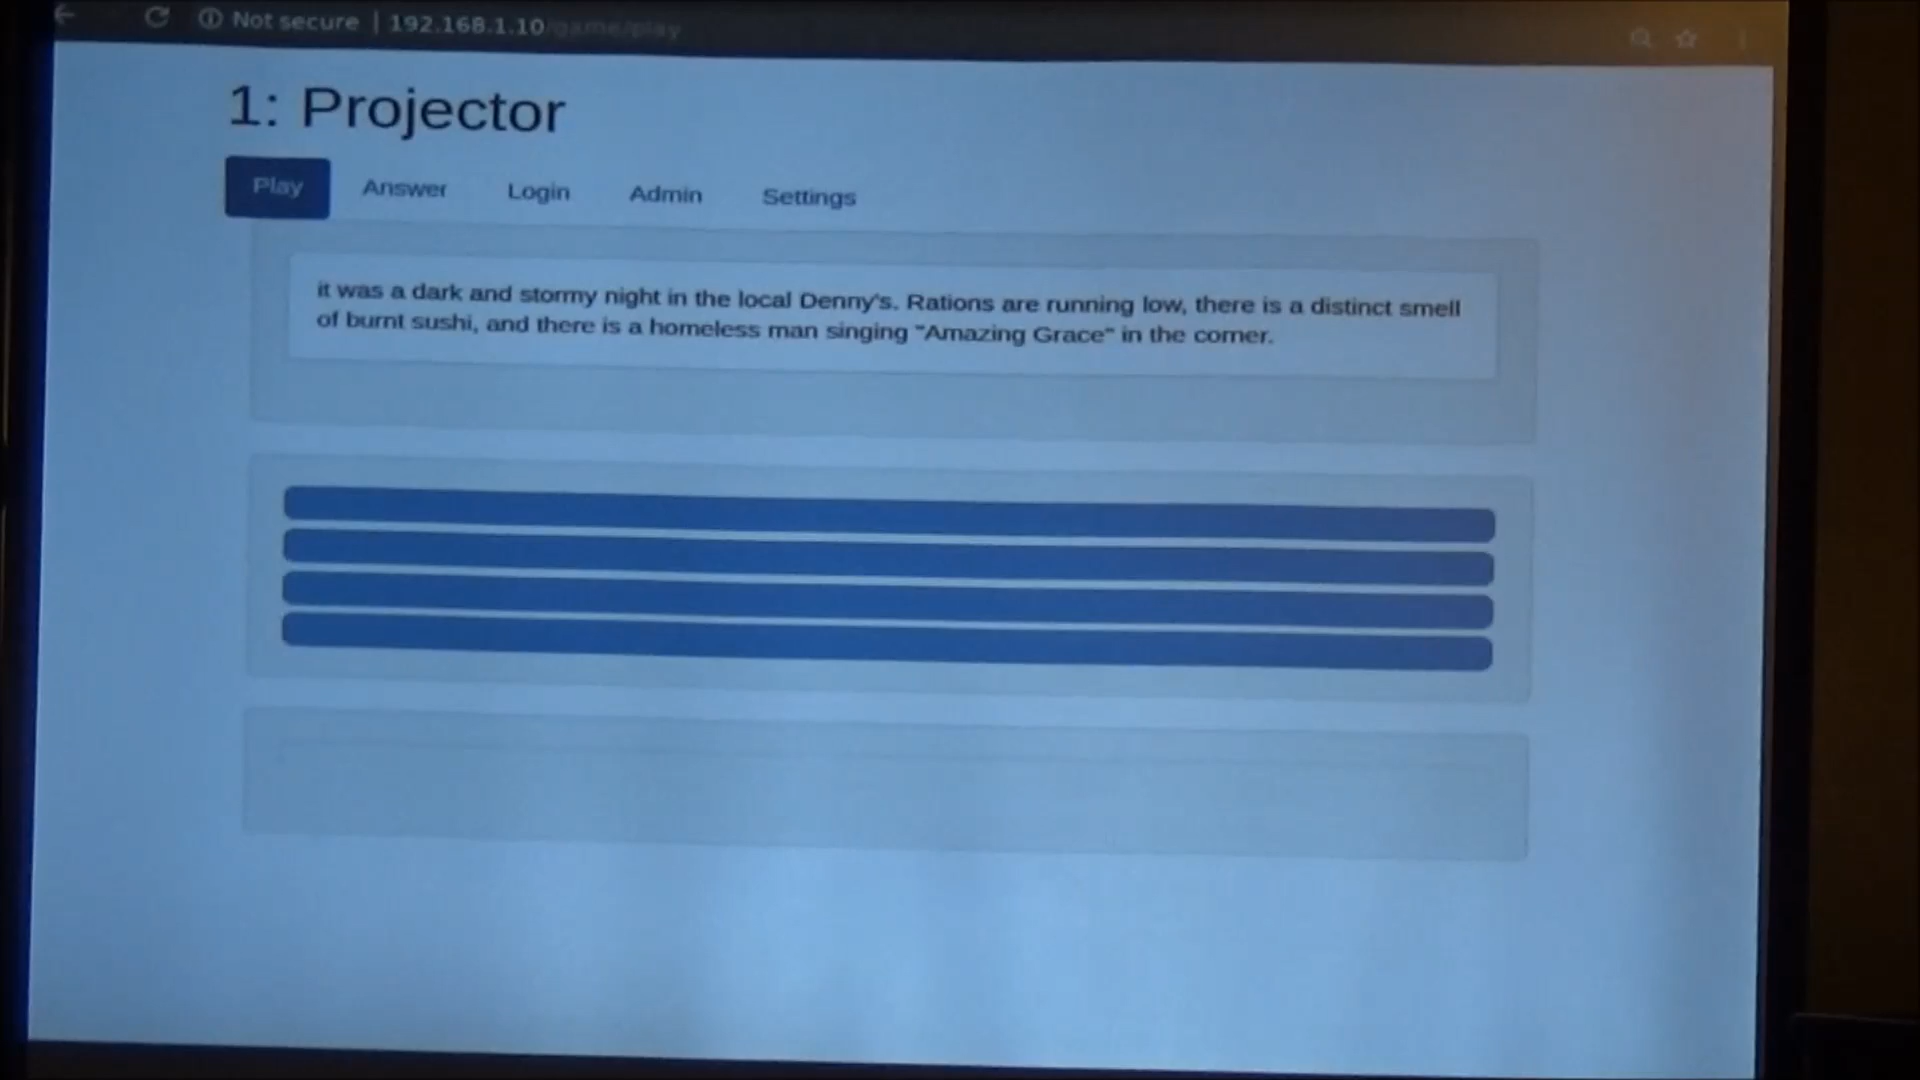 Not secure | 192.168.1.10/game/play
1: Projector
Play Answer Login Admin Settings
it was a dark and stormy night in the local Denny's. Rations are running low, there is a distinct smell
of burnt sushi, and there is a homeless man singing "Amazing Grace" in the corner.